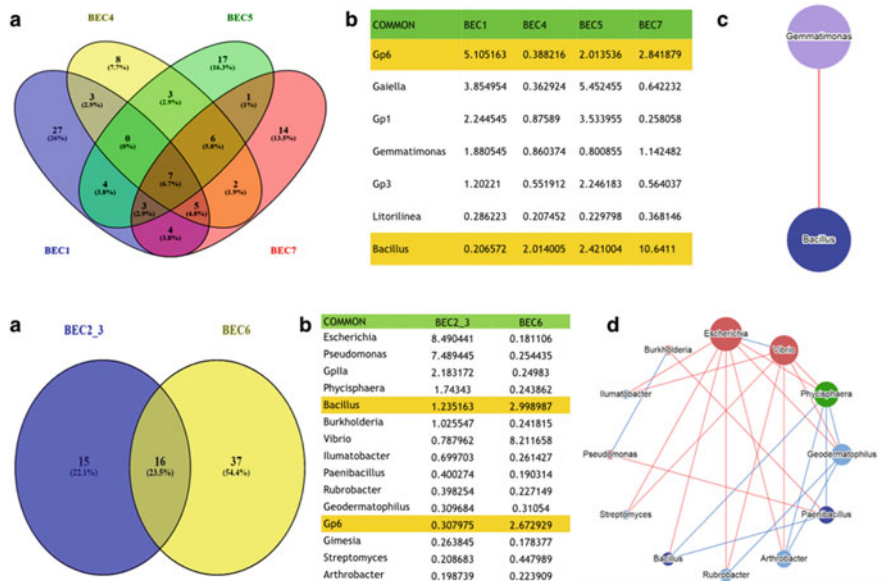 a
BEC4
BEC5
8
(7.7%)
17
(16.3%)
3
(2.9%)
3
(2.9%)
1
(1%)
27
(26%)
0
(0%)
6
(5.8%)
14
(13.5%)
7
(6.7%)
4
(3.8%)
2
(1.9%)
3
(2.9%)
5
(4.8%)
4
(3.8%)
BEC1
BEC7
b
COMMON BEC1 BEC4 BEC5 BEC7
Gp6 5.105163 0.388216 2.013536 2.841879
Gaiella 3.854954 0.362924 5.452455 0.642232
Gp1 2.244545 0.87589 3.533955 0.258058
Gemmatimonas 1.880545 0.860374 0.800855 1.142482
Gp3 1.20221 0.551912 2.246183 0.564037
Litorilinea 0.286223 0.207452 0.229798 0.368146
Bacillus 0.206572 2.014005 2.421004 10.6411
c
Gemmatimonas
Bacillus
a
BEC2_3
BEC6
15
(22.1%)
16
(23.5%)
37
(54.4%)
b
COMMON BEC2_3 BEC6
Escherichia 8.490441 0.181106
Pseudomonas 7.489445 0.254435
GpIIa 2.183172 0.24983
Phycisphaera 1.74343 0.243862
Bacillus 1.235163 2.998987
Burkholderia 1.025547 0.241815
Vibrio 0.787962 8.211658
Ilumatobacter 0.699703 0.261427
Paenibacillus 0.400274 0.190314
Rubrobacter 0.398254 0.227149
Geodermatophilus 0.309684 0.31054
Gp6 0.307975 2.672929
Gimesia 0.263845 0.178377
Streptomyces 0.208683 0.447989
Arthrobacter 0.198739 0.223909
d
Escherichia
Burkholderia
Vibrio
Ilumatobacter
Phycisphaera
Pseudomonas
Geodermatophilus
Streptomyces
Paenibacillus
Bacillus
Arthrobacter
Rubrobacter